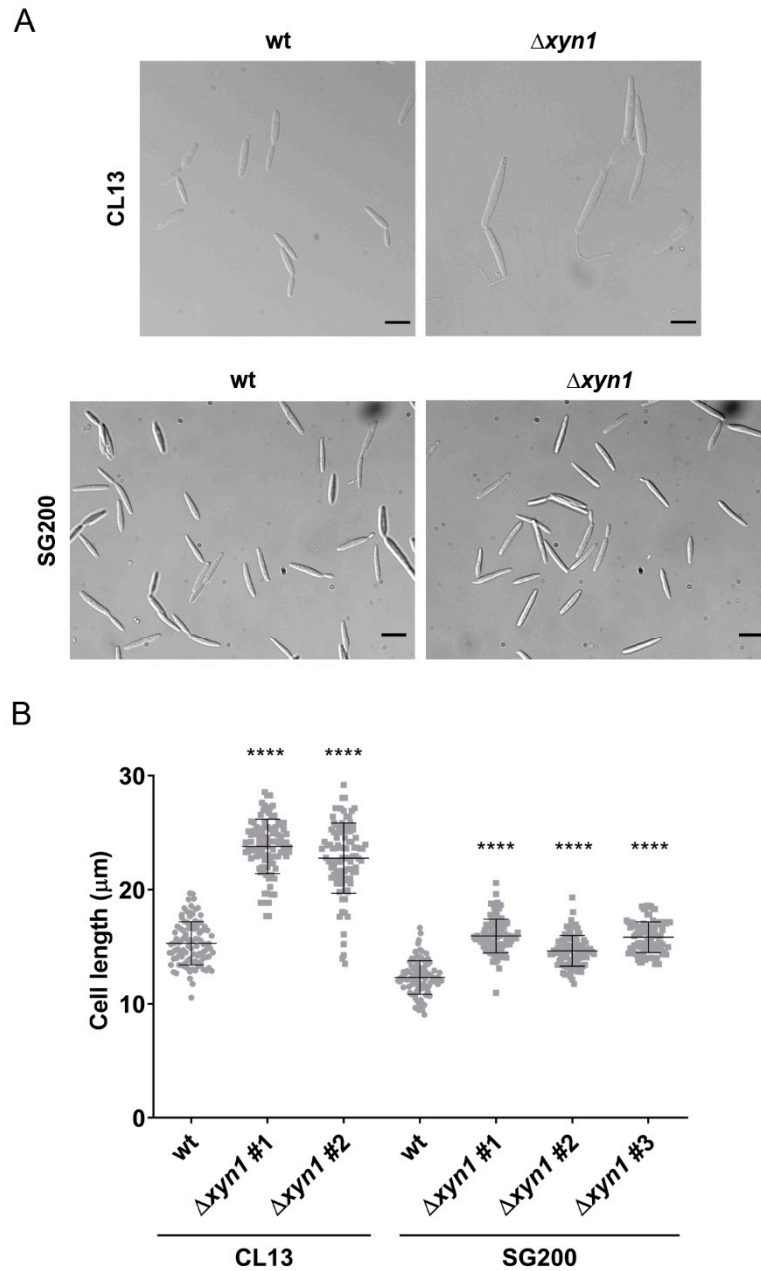 A
wt
Δxyn1
CL13
wt
Δxyn1
SG200
B
**** ****
**** **** ****
Cell length (μm)
30
20
10
0
wt
Δxyn1 #1
Δxyn1 #2
wt
Δxyn1 #1
Δxyn1 #2
Δxyn1 #3
CL13
SG200